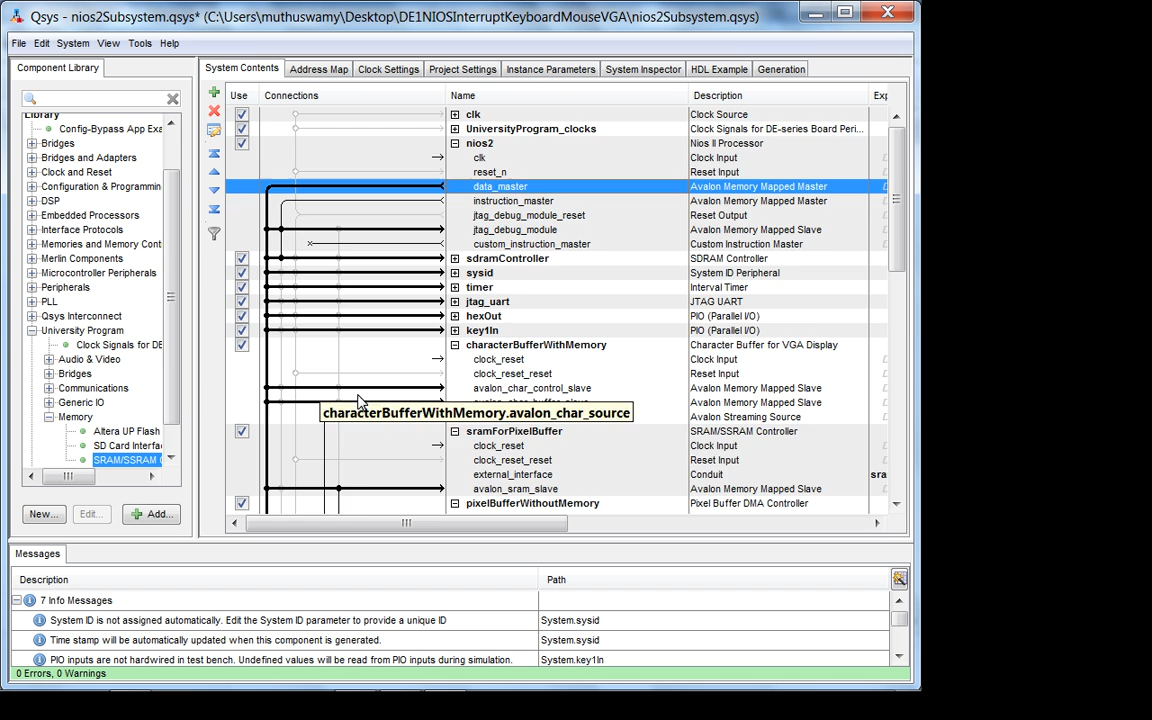 Qsys - nios2Subsystem.qsys* (C:\Users\muthuswamy\Desktop\DE1NIOSInterruptKeyboardMouseVGA\nios2Subsystem.qsys)
File Edit System View Tools Help
Component Library
System Contents Address Map Clock Settings Project Settings Instance Parameters System Inspector HDL Example Generation
Use Connections Name Description Exp
Library
Config-Bypass App Exa
Bridges
Bridges and Adapters
Clock and Reset
Configuration & Programmin
DSP
Embedded Processors
Interface Protocols
Memories and Memory Cont
Merlin Components
Microcontroller Peripherals
Peripherals
PLL
Qsys Interconnect
University Program
Clock Signals for DE
Audio & Video
Bridges
Communications
Generic IO
Memory
Altera UP Flash
SD Card Interfa
SRAM/SSRAM C
New... Edit... Add...
clk Clock Source
UniversityProgram_clocks Clock Signals for DE-series Board Peri...
nios2 Nios II Processor
clk Clock Input
reset_n Reset Input
data_master Avalon Memory Mapped Master
instruction_master Avalon Memory Mapped Master
jtag_debug_module_reset Reset Output
jtag_debug_module Avalon Memory Mapped Slave
custom_instruction_master Custom Instruction Master
sdramController SDRAM Controller
sysid System ID Peripheral
timer Interval Timer
jtag_uart JTAG UART
hexOut PIO (Parallel I/O)
key1In PIO (Parallel I/O)
characterBufferWithMemory Character Buffer for VGA Display
clock_reset Clock Input
clock_reset_reset Reset Input
avalon_char_control_slave Avalon Memory Mapped Slave
Avalon Memory Mapped Slave
characterBufferWithMemory.avalon_char_source Avalon Streaming Source
sramForPixelBuffer SRAM/SSRAM Controller
clock_reset Clock Input
clock_reset_reset Reset Input
external_interface Conduit sra
avalon_sram_slave Avalon Memory Mapped Slave
pixelBufferWithoutMemory Pixel Buffer DMA Controller
Messages
Description Path
7 Info Messages
System ID is not assigned automatically. Edit the System ID parameter to provide a unique ID System.sysid
Time stamp will be automatically updated when this component is generated. System.sysid
PIO inputs are not hardwired in test bench. Undefined values will be read from PIO inputs during simulation. System.key1In
0 Errors, 0 Warnings